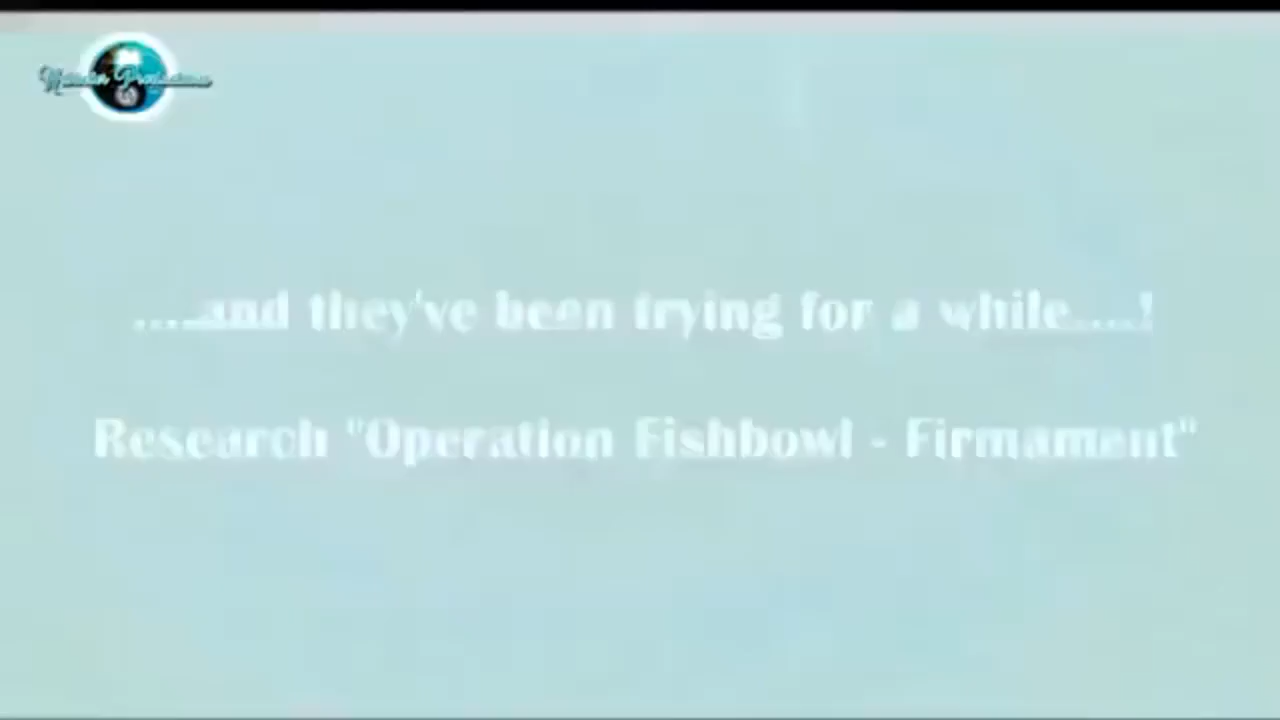 ....and they've been trying for a while....!
Research "Operation Fishbowl - Firmament"